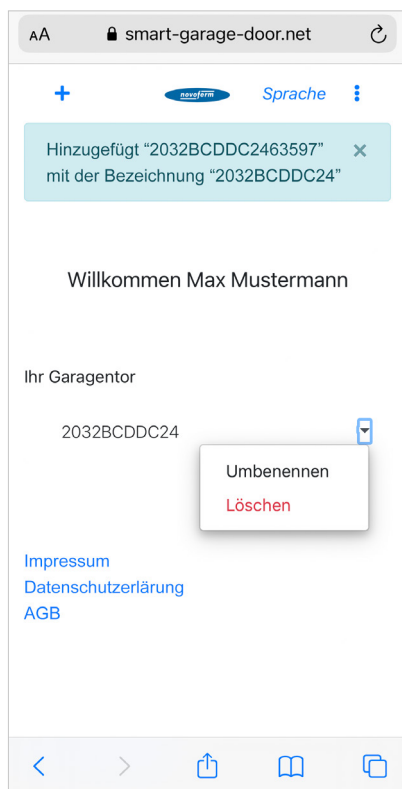 AA smart-garage-door.net
novoferm Sprache
Hinzugefügt “2032BCDDC2463597”
mit der Bezeichnung “2032BCDDC24”
Willkommen Max Mustermann
Ihr Garagentor
2032BCDDC24
Umbenennen
Löschen
Impressum
Datenschutzerlärung
AGB